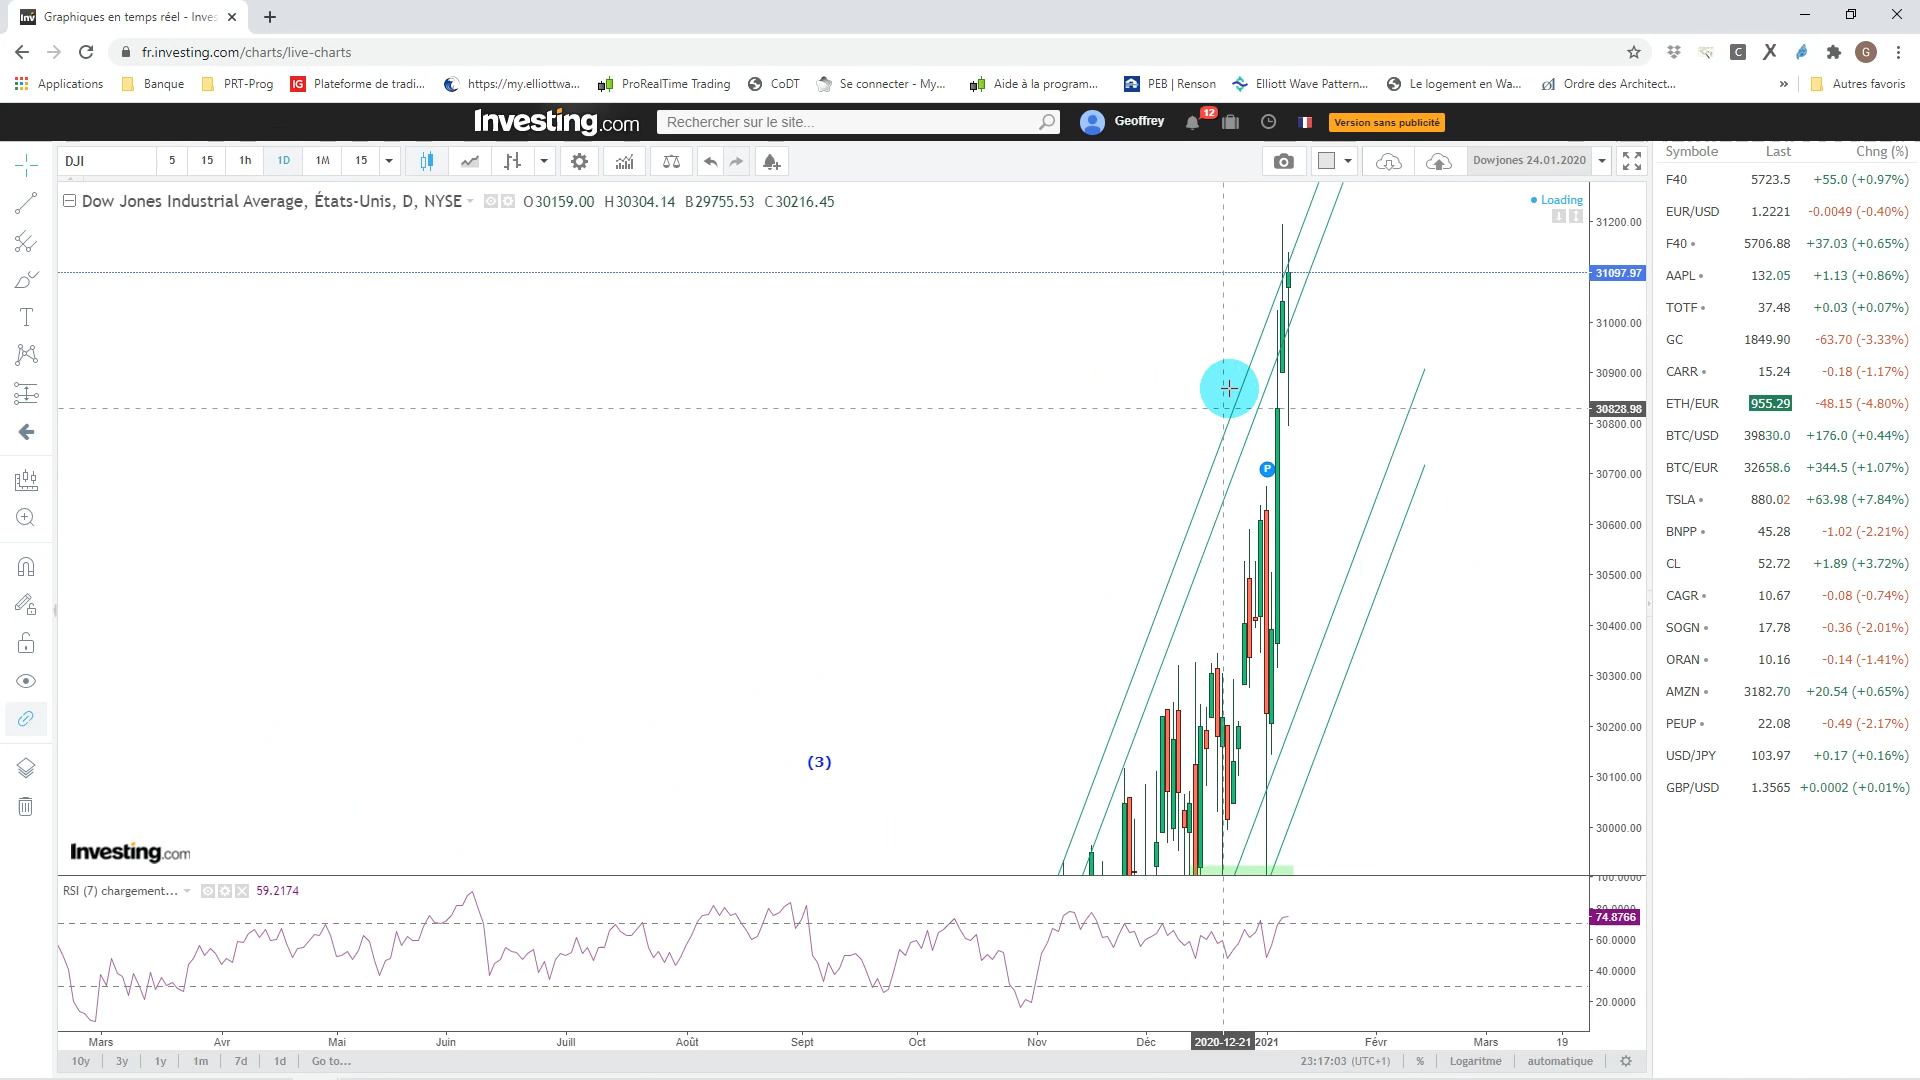 Graphiques en temps réel - Inves
fr.investing.com/charts/live-charts
Applications Banque PRT-Prog IG Plateforme de tradi... https://my.elliottwa... ProRealTime Trading CoDT Se connecter - My... Aide à la program... PEB | Renson Elliott Wave Pattern... Le logement en Wa... Ordre des Architect... » Autres favoris
Investing.com Rechercher sur le site... Geoffrey 12 Version sans publicité
DJI 5 15 1h 1D 1M 15 Dowjones 24.01.2020
Dow Jones Industrial Average, États-Unis, D, NYSE O30159.00 H30304.14 B29755.53 C30216.45
Loading
31200.00
31097.97
31000.00
30900.00
30828.98
30800.00
30700.00
30600.00
30500.00
30400.00
30300.00
30200.00
30100.00
30000.00
P
(3)
Investing.com
RSI (7) chargement... 59.2174
100.0000
80.0000
74.8766
60.0000
40.0000
20.0000
Mars Avr Mai Juin Juill Août Sept Oct Nov Déc 2020-12-21 2021 Févr Mars 19
10y 3y 1y 1m 7d 1d Go to... 23:17:03 (UTC+1) % Logaritme automatique
Symbole Last Chng (%)
F40 5723.5 +55.0 (+0.97%)
EUR/USD 1.2221 -0.0049 (-0.40%)
F40 5706.88 +37.03 (+0.65%)
AAPL 132.05 +1.13 (+0.86%)
TOTF 37.48 +0.03 (+0.07%)
GC 1849.90 -63.70 (-3.33%)
CARR 15.24 -0.18 (-1.17%)
ETH/EUR 955.29 -48.15 (-4.80%)
BTC/USD 39830.0 +176.0 (+0.44%)
BTC/EUR 32658.6 +344.5 (+1.07%)
TSLA 880.02 +63.98 (+7.84%)
BNPP 45.28 -1.02 (-2.21%)
CL 52.72 +1.89 (+3.72%)
CAGR 10.67 -0.08 (-0.74%)
SOGN 17.78 -0.36 (-2.01%)
ORAN 10.16 -0.14 (-1.41%)
AMZN 3182.70 +20.54 (+0.65%)
PEUP 22.08 -0.49 (-2.17%)
USD/JPY 103.97 +0.17 (+0.16%)
GBP/USD 1.3565 +0.0002 (+0.01%)